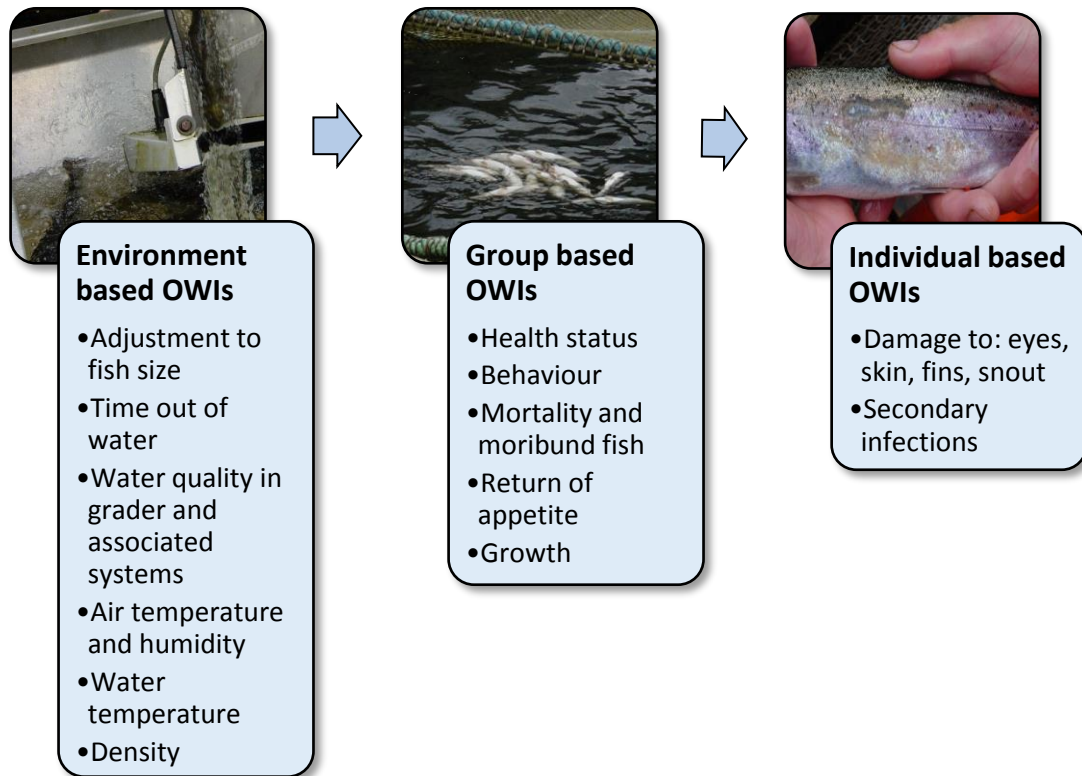 Environment
based OWIs
•Adjustment to
fish size
•Time out of
water
•Water quality in
grader and
associated
systems
•Air temperature
and humidity
•Water
temperature
•Density
Group based
OWIs
•Health status
•Behaviour
•Mortality and
moribund fish
•Return of
appetite
•Growth
Individual based
OWIs
•Damage to: eyes,
skin, fins, snout
•Secondary
infections